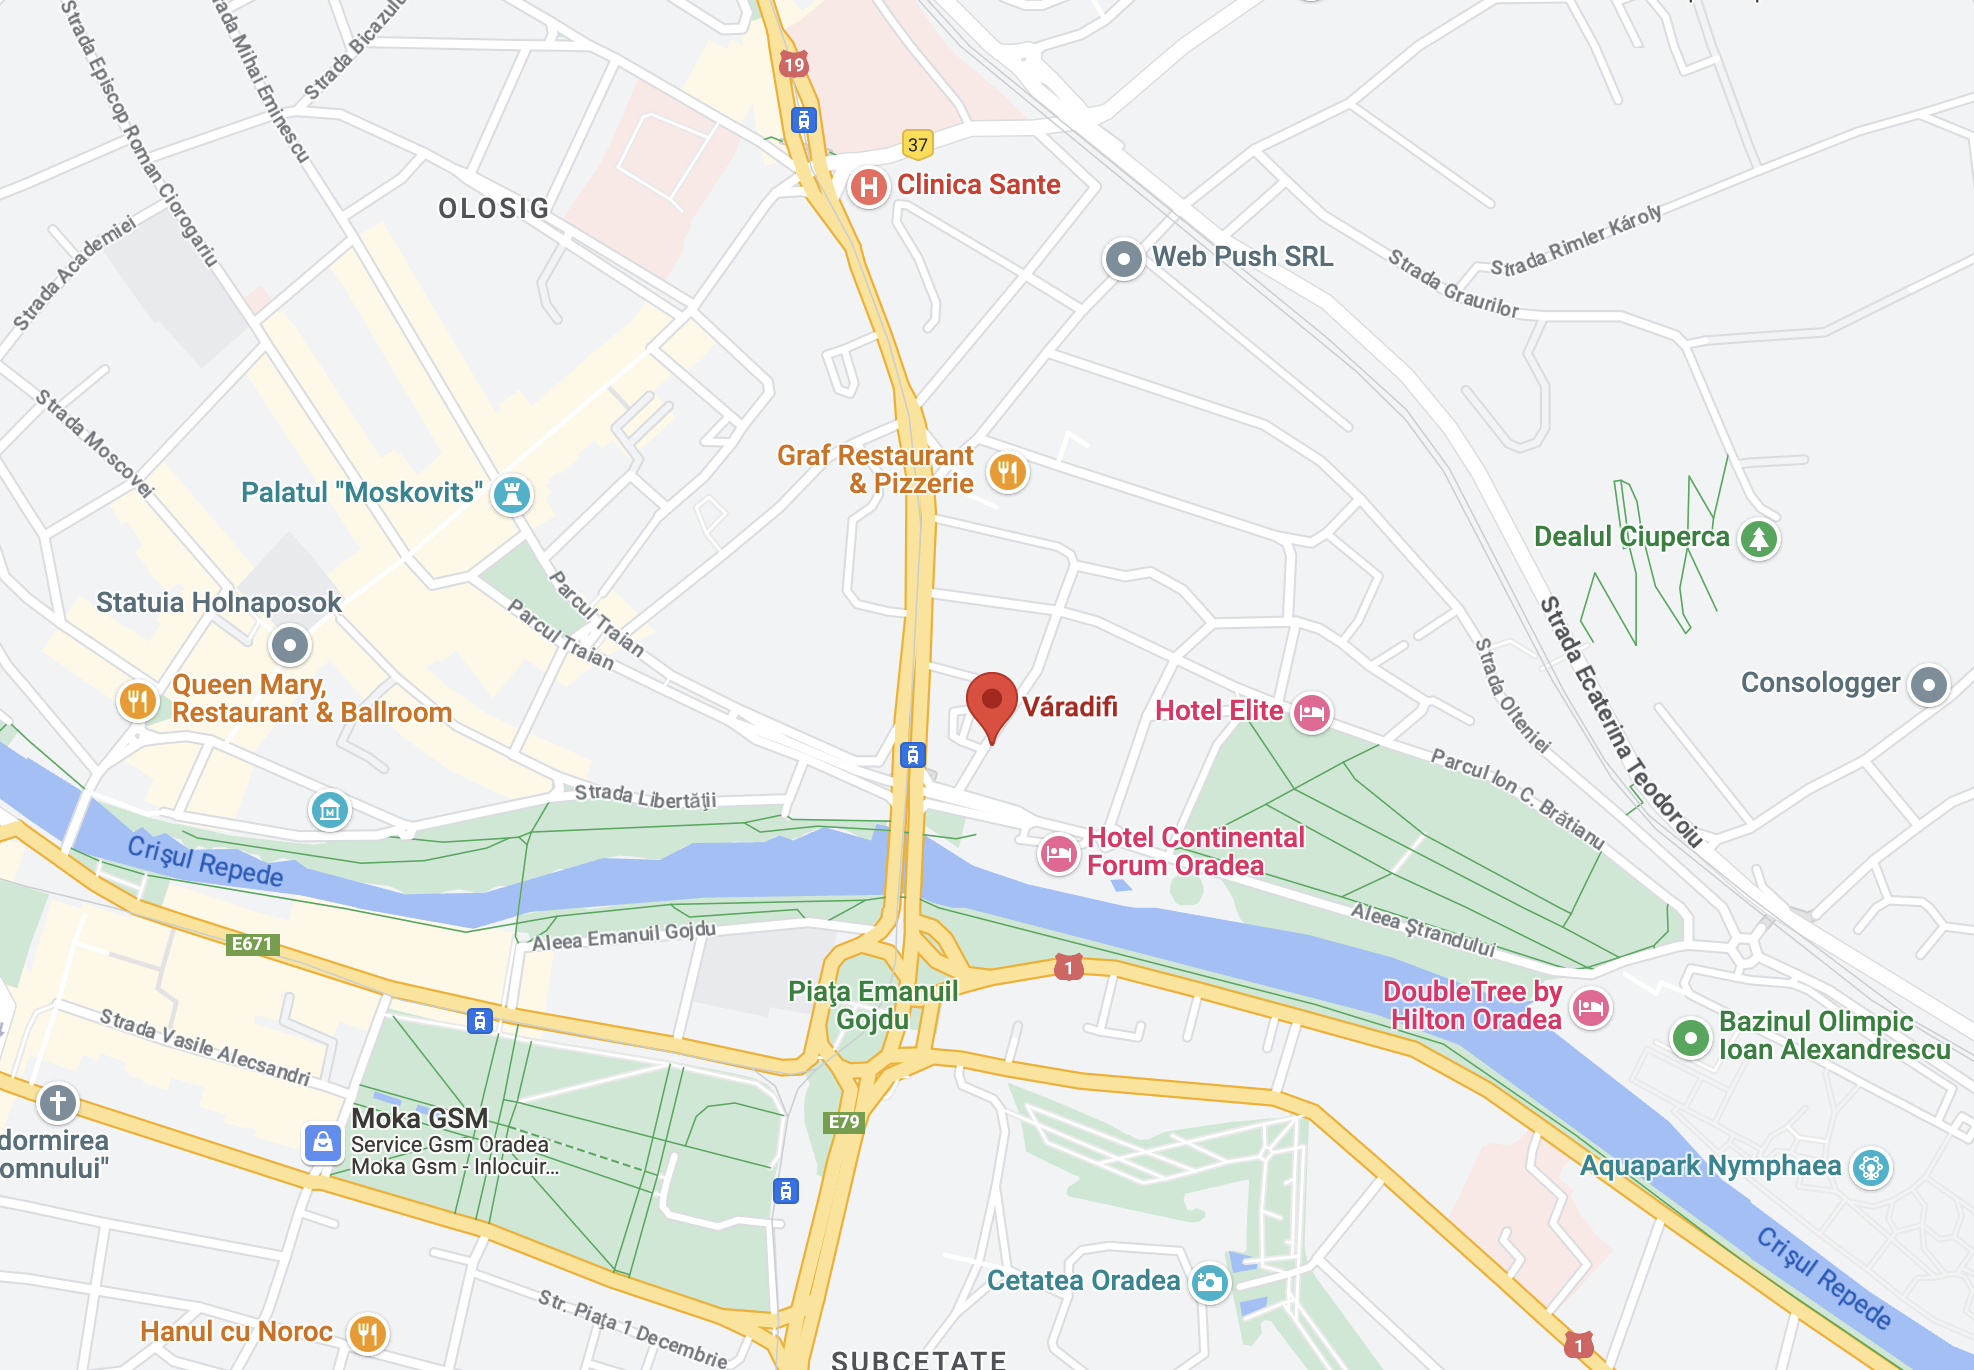 Strada Episcop Roman Ciorogariu
Strada Mihai Eminescu
Strada Bicazului
19
37
Clinica Sante
OLOSIG
Strada Academiei
Web Push SRL
Strada Rimler Károly
Strada Graurilor
Strada Moscovei
Graf Restaurant
& Pizzerie
Palatul "Moskovits"
Dealul Ciuperca
Parcul Traian
Parcul Traian
Statuia Holnaposok
Strada Ecaterina Teodoroiu
Strada Olteniei
Queen Mary,
Restaurant & Ballroom
Váradifi
Hotel Elite
Consologger
Parcul Ion C. Brătianu
Strada Libertății
M
Hotel Continental
Forum Oradea
Crişul Repede
Aleea Ştrandului
Aleea Emanuil Gojdu
E671
1
Piaţa Emanuil
Gojdu
DoubleTree by
Hilton Oradea
Bazinul Olimpic
Ioan Alexandrescu
Strada Vasile Alecsandri
Moka GSM
Service Gsm Oradea
Moka Gsm - Inlocuir...
E79
dormirea
omnului"
Aquapark Nymphaea
Crişul Repede
Cetatea Oradea
Str. Piaţa 1 Decembrie
Hanul cu Noroc
1
SUBCETATE